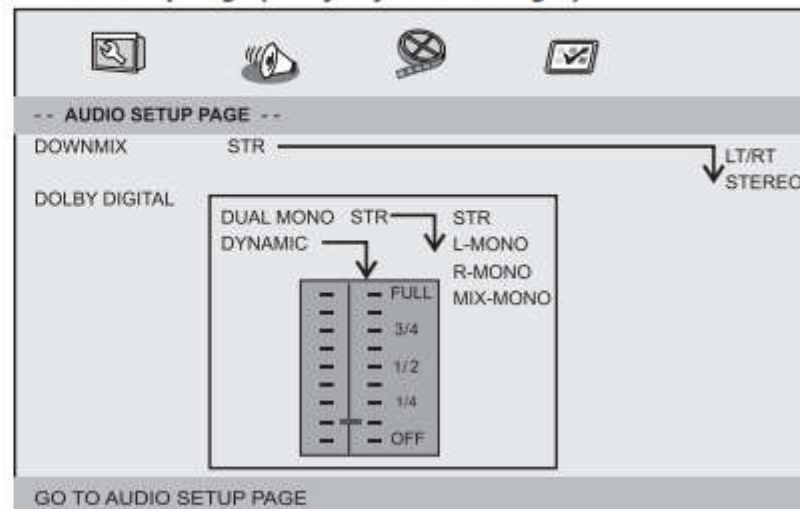 -- AUDIO SETUP PAGE --
DOWNMIX STR LT/RT
STEREO
DOLBY DIGITAL
DUAL MONO STR STR
DYNAMIC L-MONO
R-MONO
MIX-MONO
FULL
3/4
1/2
1/4
OFF
GO TO AUDIO SETUP PAGE